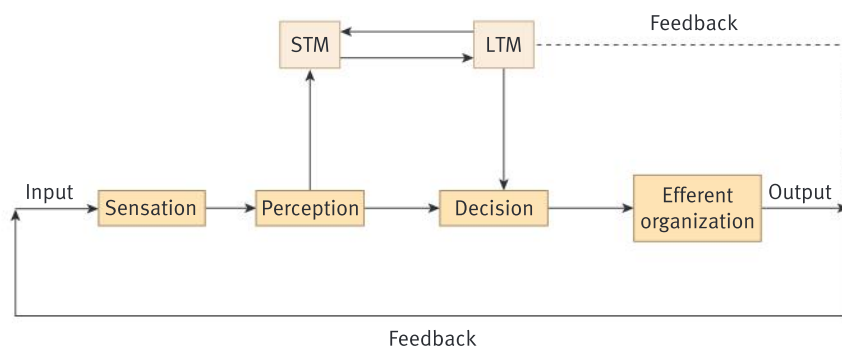 Feedback
STM
LTM
Input
Sensation
Perception
Decision
Efferent
organization
Output
Feedback